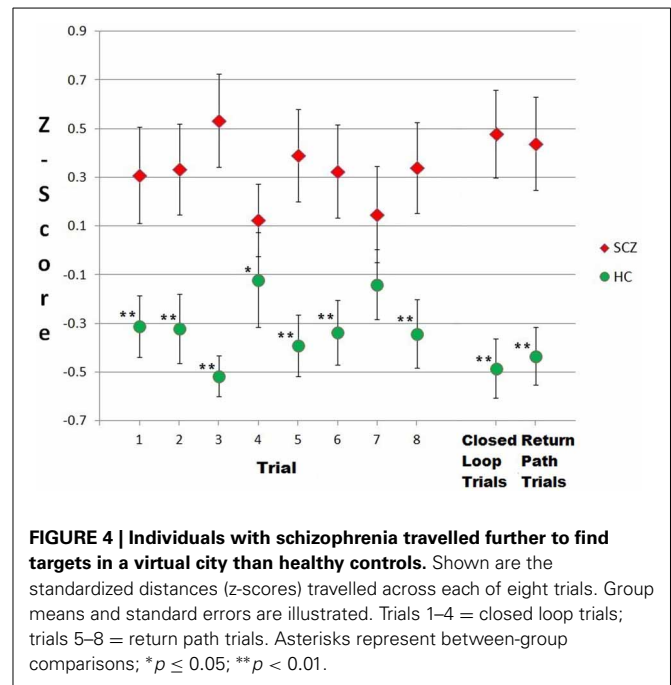 0.9
0.7
0.5
0.3
0.1
-0.1
-0.3
-0.5
-0.7
Z
-
S
c
o
r
e
**
**
**
*
**
**
**
**
**
1 2 3 4 5 6 7 8
Trial
Closed Return
Loop Path
Trials Trials
SCZ
HC
FIGURE 4 | Individuals with schizophrenia travelled further to find
targets in a virtual city than healthy controls. Shown are the
standardized distances (z-scores) travelled across each of eight trials. Group
means and standard errors are illustrated. Trials 1–4 = closed loop trials;
trials 5–8 = return path trials. Asterisks represent between-group
comparisons; *p ≤ 0.05; **p < 0.01.